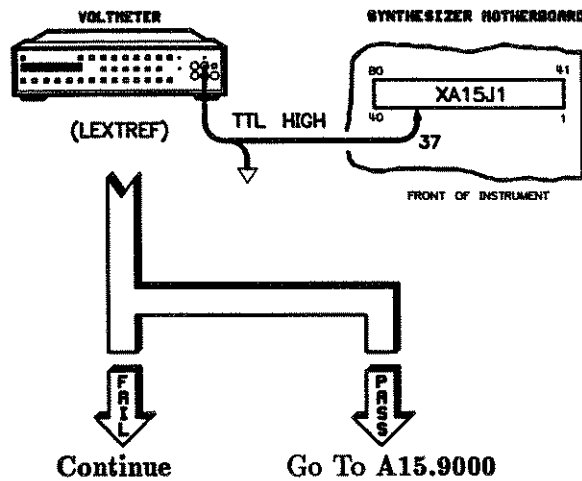 VOLTMETER
SYNTHESIZER MOTHERBOARD
80 41
XA15J1
40 1
(LEXTREF)
TTL HIGH
37
FRONT OF INSTRUMENT
FAIL
PASS
Continue
Go To A15.9000